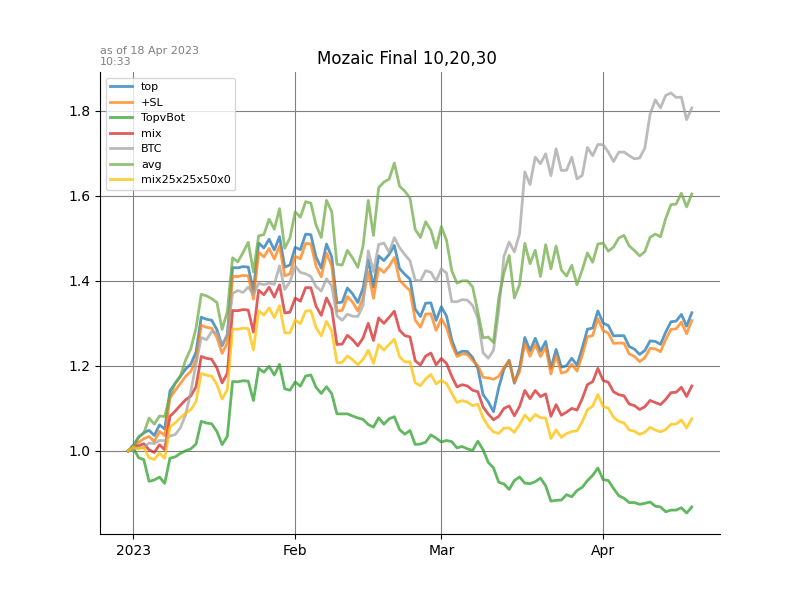 as of 18 Apr 2023
10:33
Mozaic Final 10,20,30
top
+SL
TopvBot
mix
BTC
avg
mix25x25x50x0
1.8
1.6
1.4
1.2
1.0
2023 Feb Mar Apr